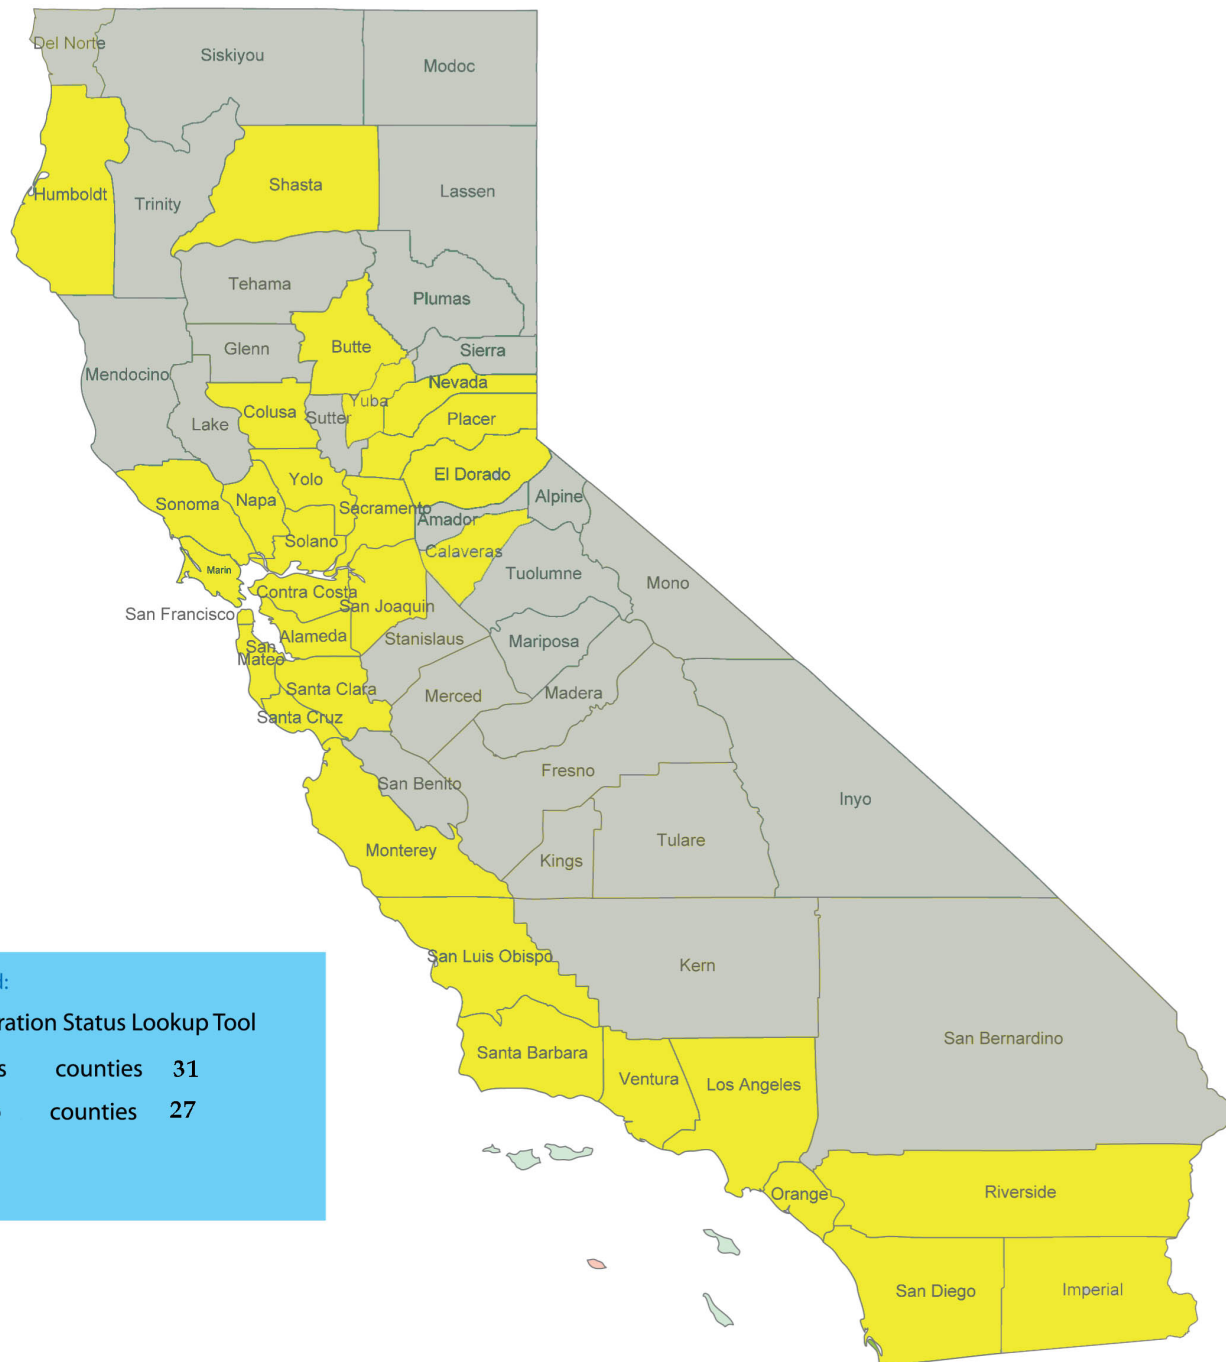 Del Norte
Siskiyou
Modoc
Humboldt
Trinity
Shasta
Lassen
Tehama
Plumas
Glenn
Butte
Sierra
Mendocino
Nevada
Lake
Colusa
Sutter
Yuba
Placer
Yolo
El Dorado
Sonoma
Napa
Sacramento
Alpine
Amador
Solano
Calaveras
Marin
Tuolumne
Mono
Contra Costa
San Joaquin
San Francisco
Alameda
Stanislaus
Mariposa
San
Mateo
Santa Clara
Merced
Madera
Santa Cruz
San Benito
Fresno
Inyo
Monterey
Kings
Tulare
San Luis Obispo
Kern
San Bernardino
Santa Barbara
Ventura
Los Angeles
Orange
Riverside
San Diego
Imperial
d:
ration Status Lookup Tool
s counties 31
counties 27